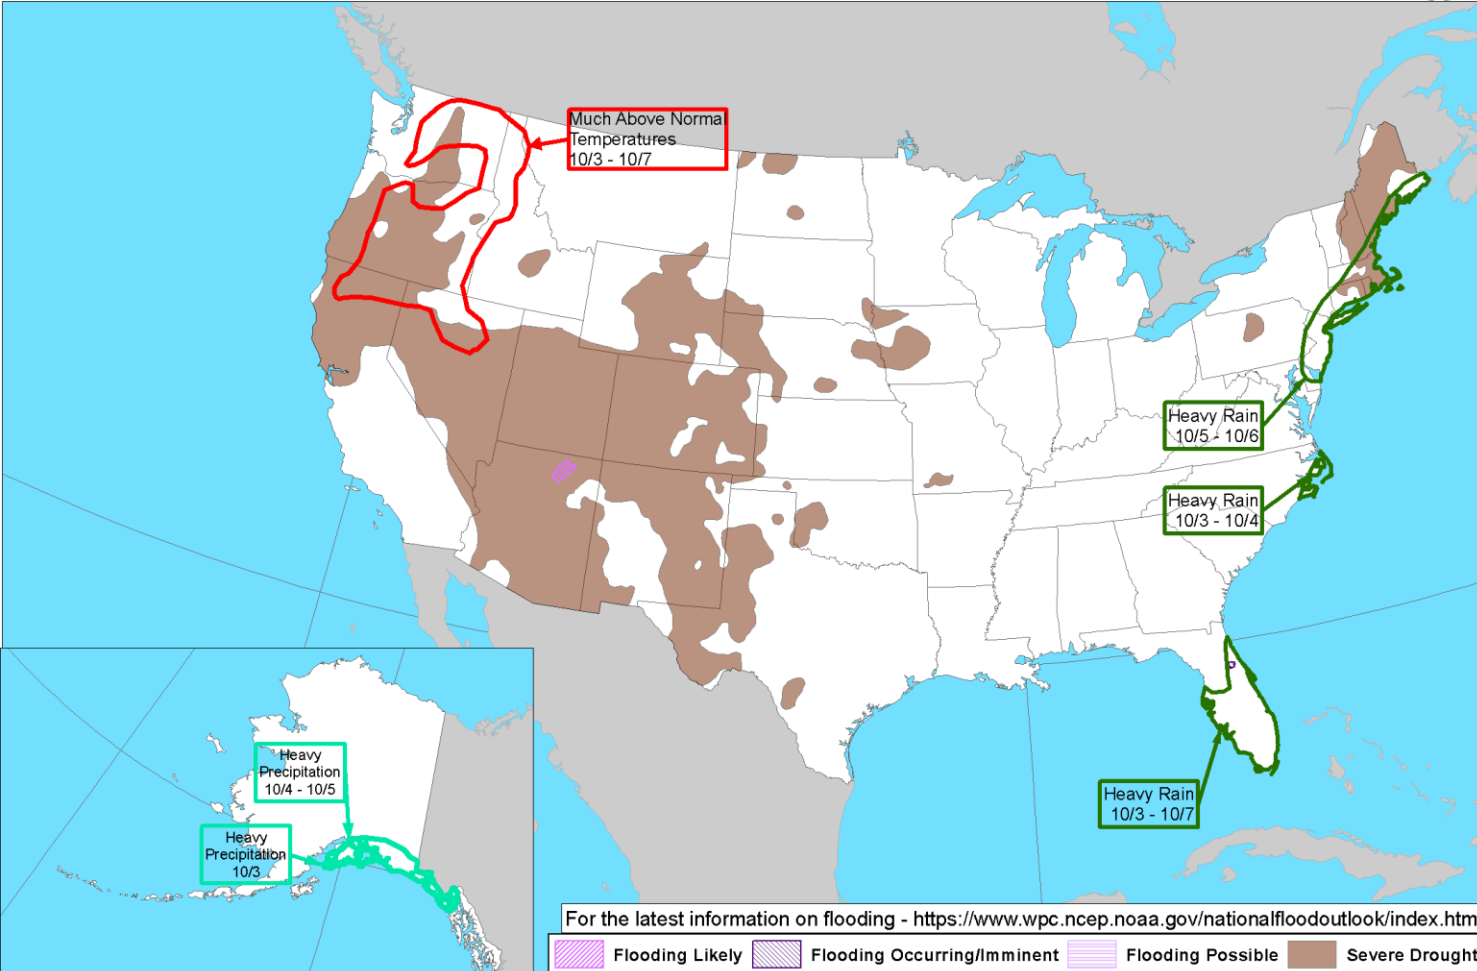 Much Above Normal
Temperatures
10/3 - 10/7
Heavy Rain
10/5 - 10/6
Heavy Rain
10/3 - 10/4
Heavy
Precipitation
10/4 - 10/5
Heavy Rain
10/3 - 10/7
Heavy
Precipitation
10/3
For the latest information on flooding - https://www.wpc.ncep.noaa.gov/nationalfloodoutlook/index.htm
Flooding Likely Flooding Occurring/Imminent Flooding Possible Severe Drought